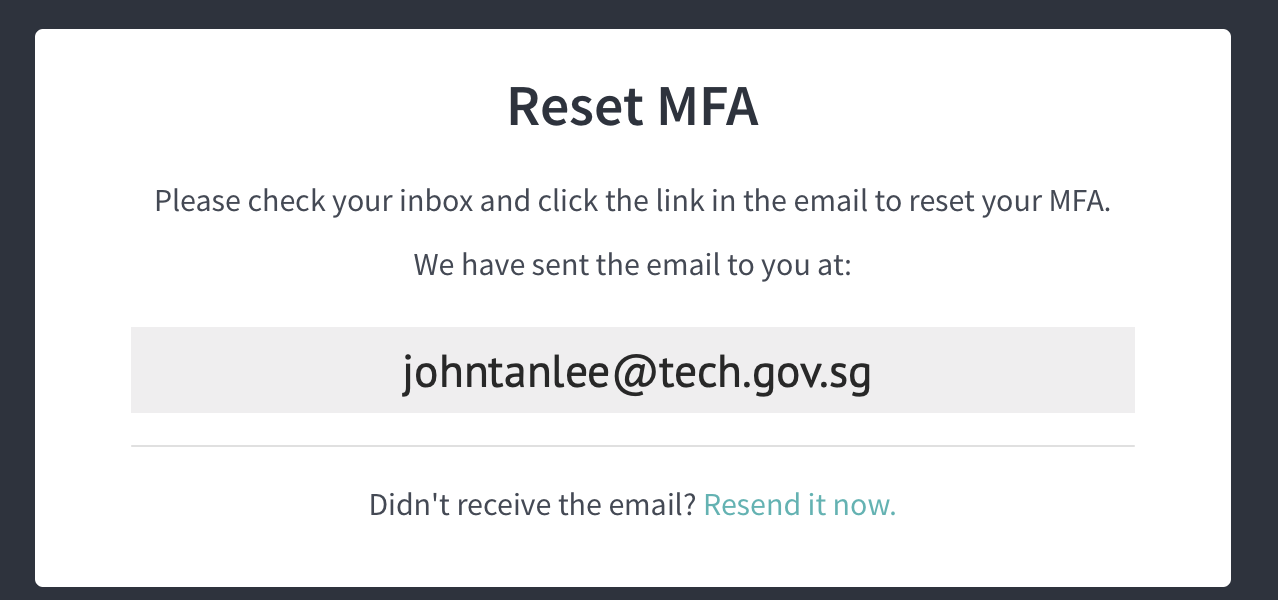 Reset MFA
Please check your inbox and click the link in the email to reset your MFA.
We have sent the email to you at:
johntanlee@tech.gov.sg
Didn't receive the email? Resend it now.